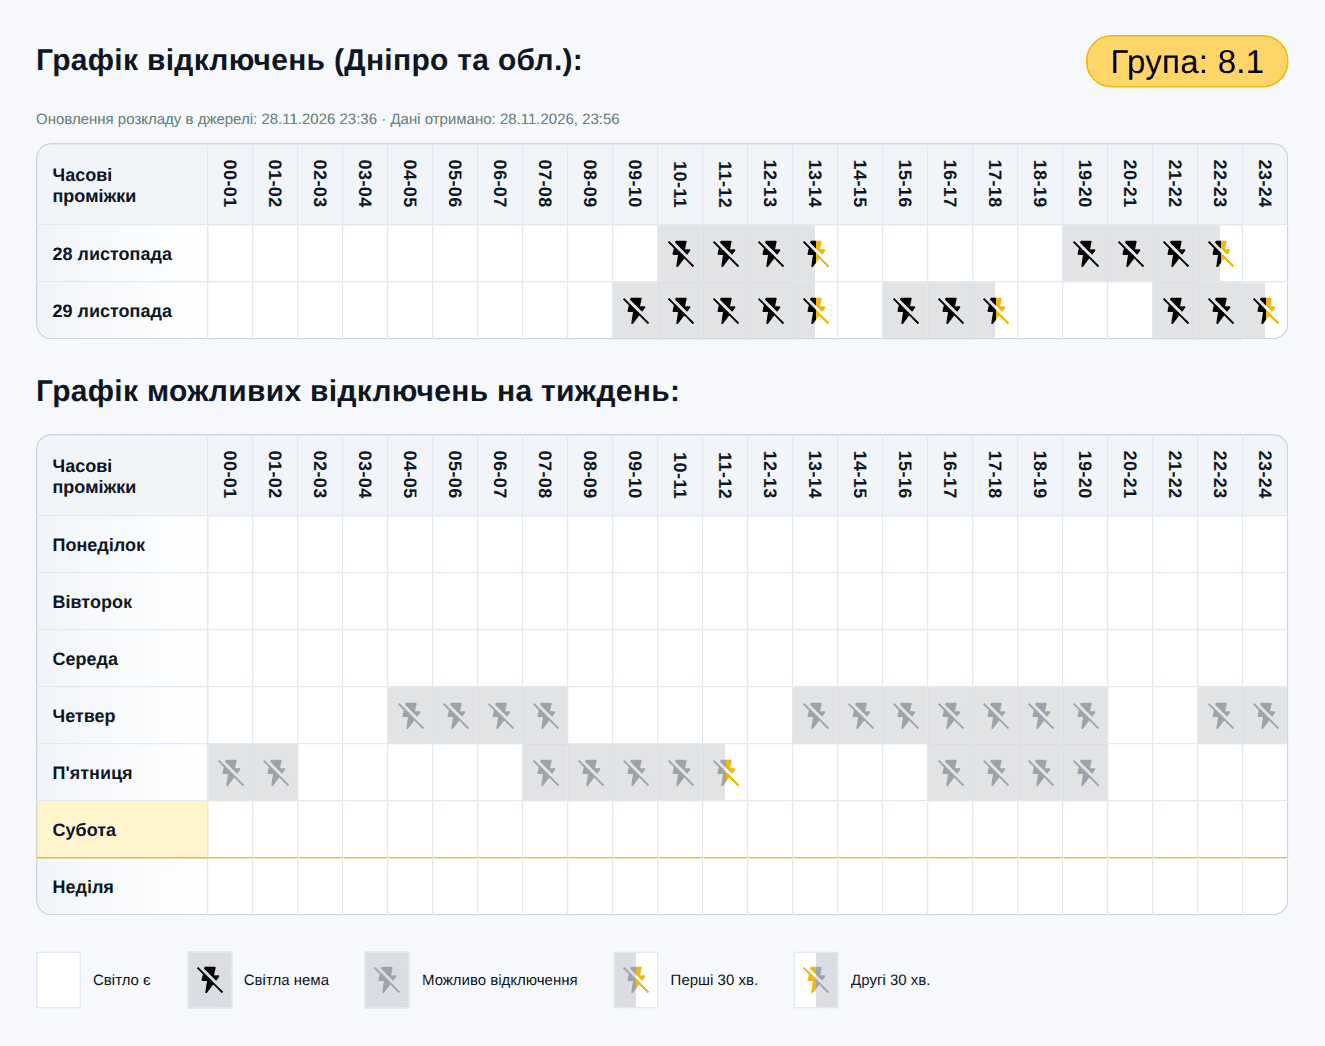 Графік відключень (Дніпро та обл.):
Група: 8.1
Оновлення розкладу в джерелі: 28.11.2026 23:36 · Дані отримано: 28.11.2026, 23:56
Часові проміжки 00-01 01-02 02-03 03-04 04-05 05-06 06-07 07-08 08-09 09-10 10-11 11-12 12-13 13-14 14-15 15-16 16-17 17-18 18-19 19-20 20-21 21-22 22-23 23-24
28 листопада
29 листопада
Графік можливих відключень на тиждень:
Часові проміжки 00-01 01-02 02-03 03-04 04-05 05-06 06-07 07-08 08-09 09-10 10-11 11-12 12-13 13-14 14-15 15-16 16-17 17-18 18-19 19-20 20-21 21-22 22-23 23-24
Понеділок
Вівторок
Середа
Четвер
П'ятниця
Субота
Неділя
Світло є Світла нема Можливо відключення Перші 30 хв. Другі 30 хв.